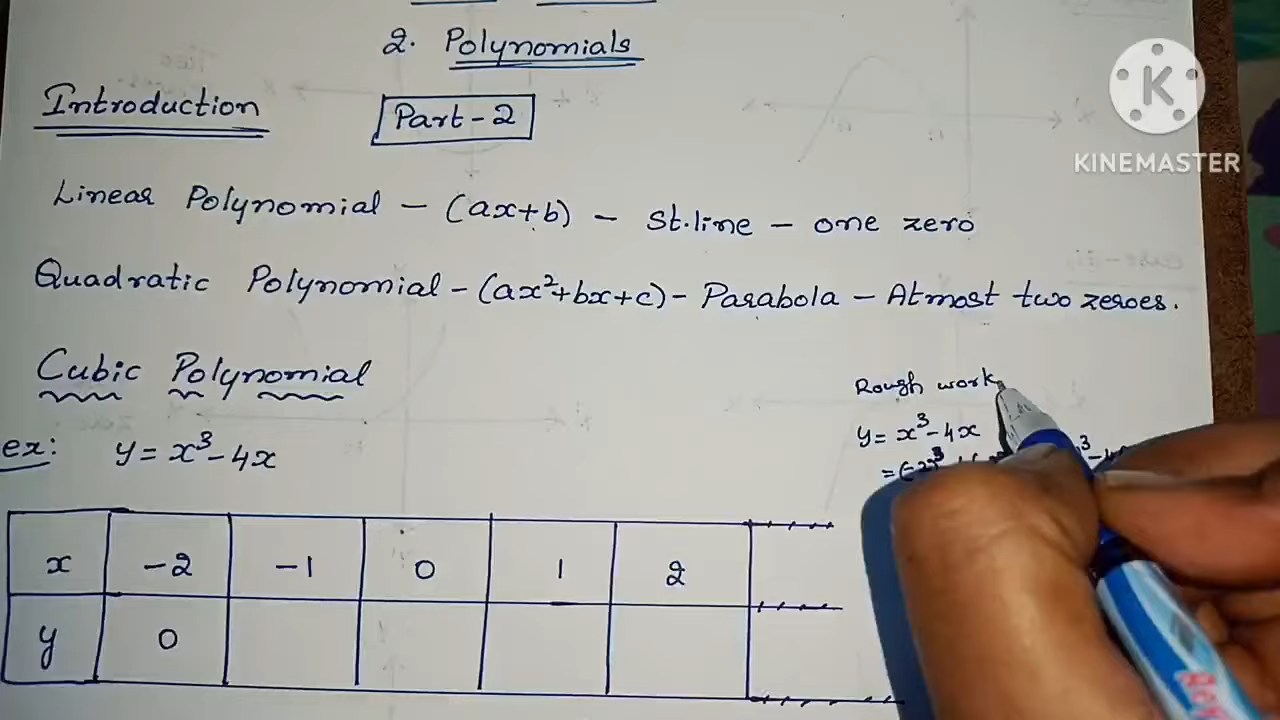 2. Polynomials
Introduction
Part-2
K
KINEMASTER
Linear Polynomial - (ax+b) - St.line - one zero
Quadratic Polynomial - (ax²+bx+c) - Parabola - Atmost two zeroes.
Cubic Polynomial
Rough work
ex: y = x³-4x
y = x³-4x
x -2 -1 0 1 2
y 0